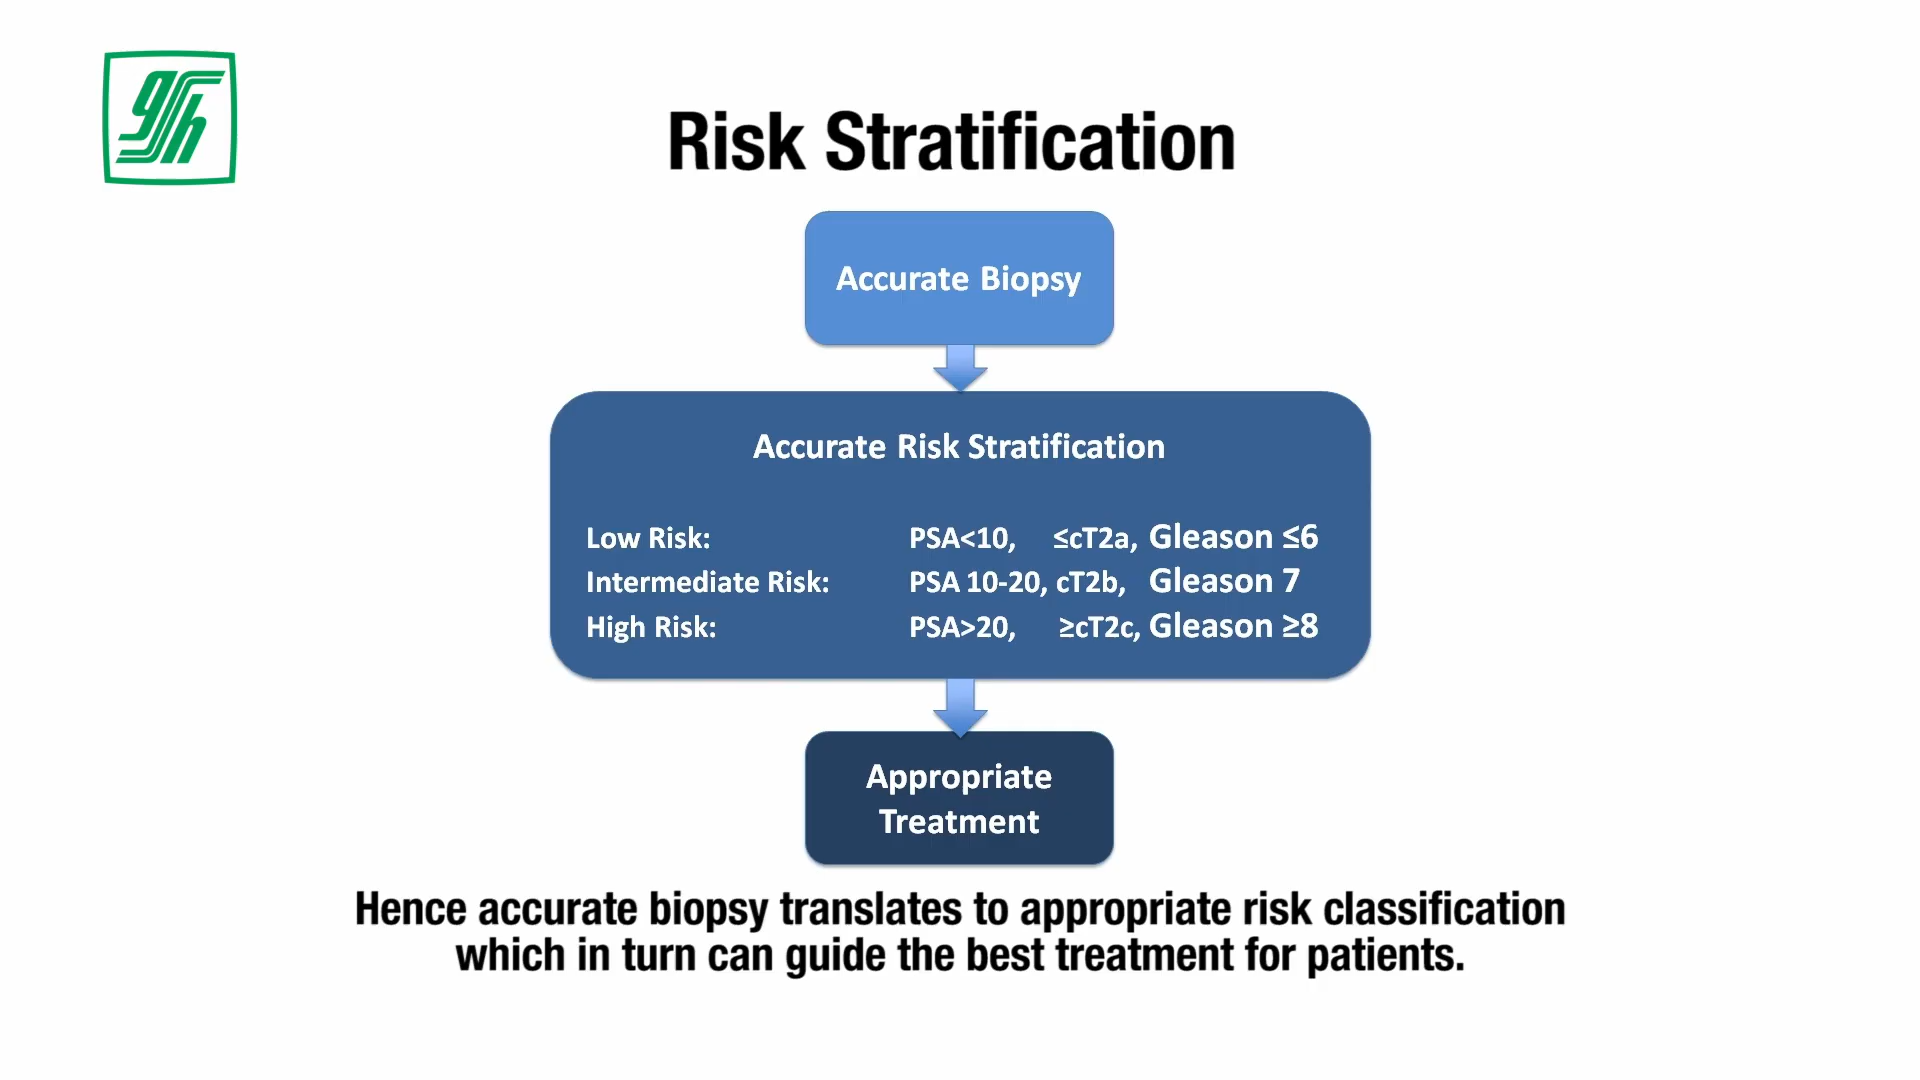 gsh
Risk Stratification
Accurate Biopsy
Accurate Risk Stratification
Low Risk: PSA<10, ≤cT2a, Gleason ≤6
Intermediate Risk: PSA 10-20, cT2b, Gleason 7
High Risk: PSA>20, ≥cT2c, Gleason ≥8
Appropriate
Treatment
Hence accurate biopsy translates to appropriate risk classification
which in turn can guide the best treatment for patients.